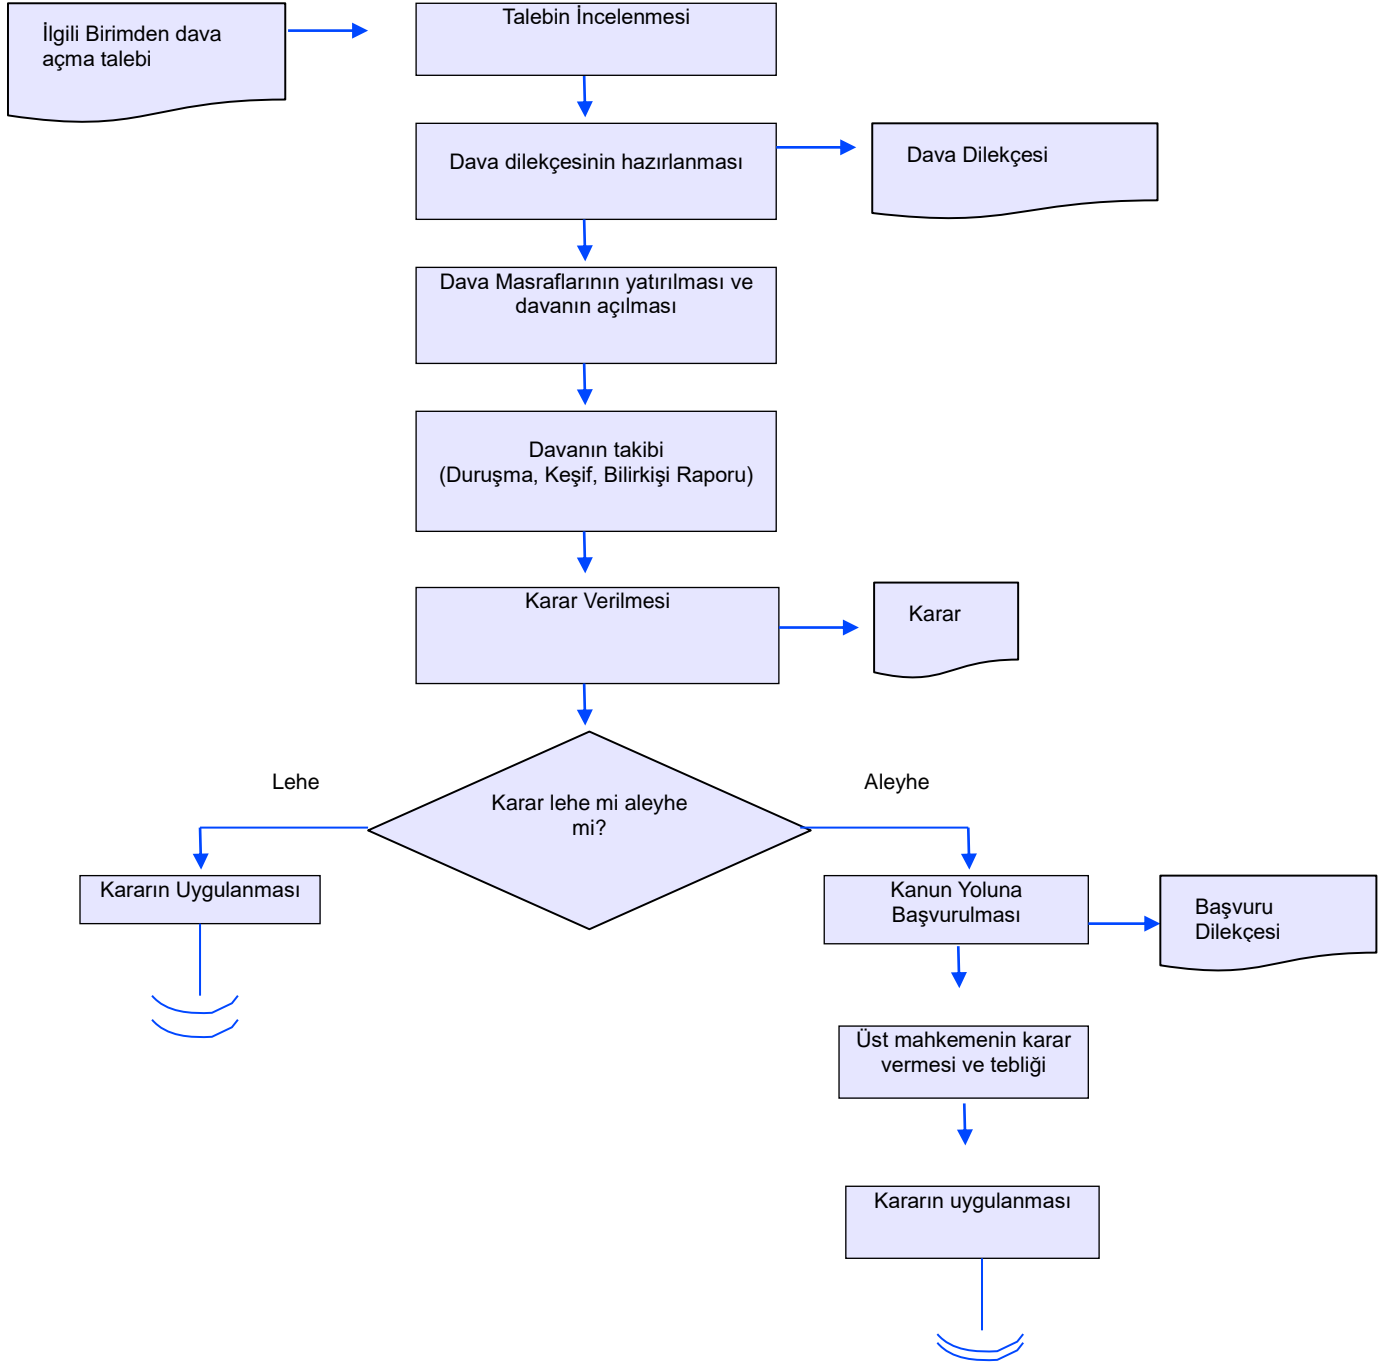 İlgili Birimden dava
açma talebi
Talebin İncelenmesi
Dava dilekçesinin hazırlanması
Dava Dilekçesi
Dava Masraflarının yatırılması ve
davanın açılması
Davanın takibi
(Duruşma, Keşif, Bilirkişi Raporu)
Karar Verilmesi
Karar
Lehe
Aleyhe
Karar lehe mi aleyhe
mi?
Kararın Uygulanması
Kanun Yoluna
Başvurulması
Başvuru
Dilekçesi
Üst mahkemenin karar
vermesi ve tebliği
Kararın uygulanması